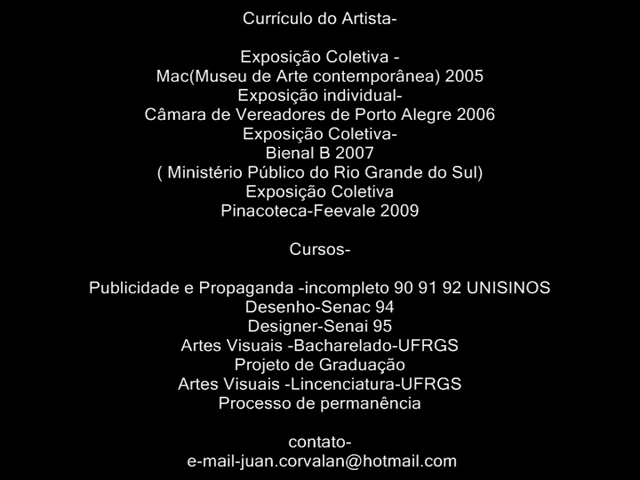 Currículo do Artista-
Exposição Coletiva -
Mac(Museu de Arte contemporânea) 2005
Exposição individual-
Câmara de Vereadores de Porto Alegre 2006
Exposição Coletiva-
Bienal B 2007
( Ministério Público do Rio Grande do Sul)
Exposição Coletiva
Pinacoteca-Feevale 2009
Cursos-
Publicidade e Propaganda -incompleto 90 91 92 UNISINOS
Desenho-Senac 94
Designer-Senai 95
Artes Visuais -Bacharelado-UFRGS
Projeto de Graduação
Artes Visuais -Lincenciatura-UFRGS
Processo de permanência
contato-
e-mail-juan.corvalan@hotmail.com